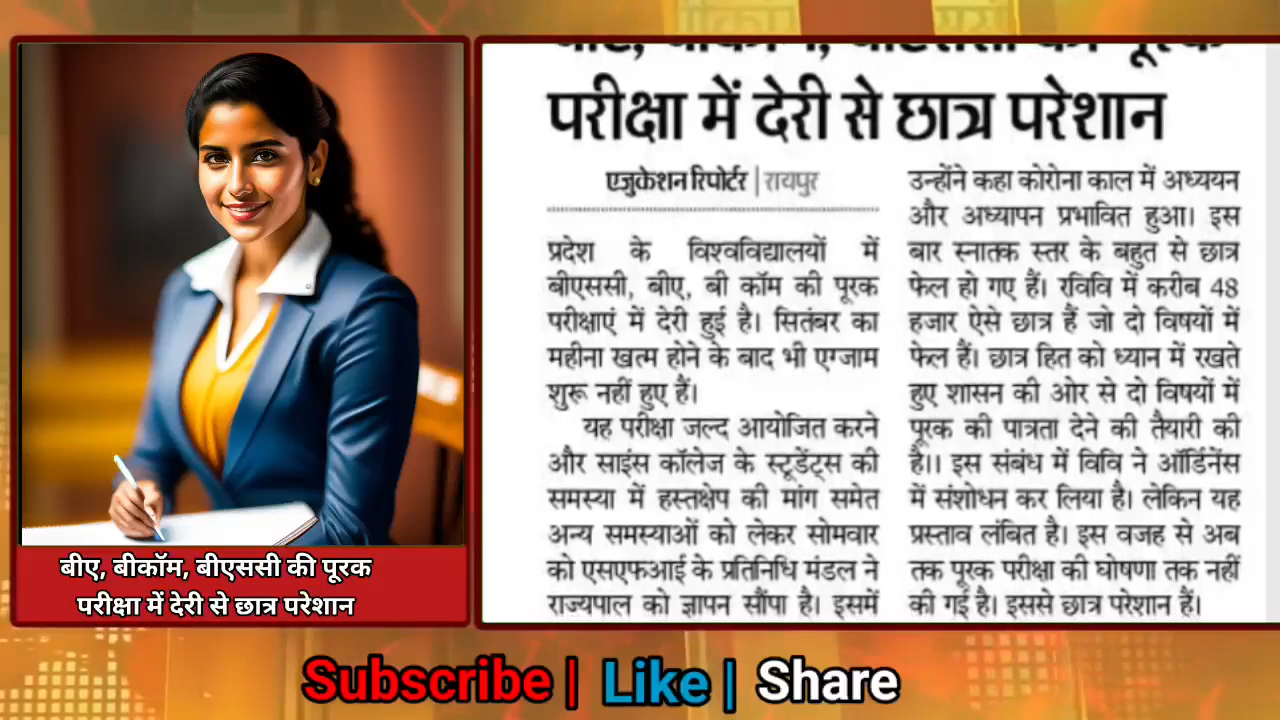 बीए, बीकॉम, बीएससी की पूरक
परीक्षा में देरी से छात्र परेशान
पूरक
परीक्षा में देरी से छात्र परेशान
एजुकेशन रिपोर्टर | रायपुर
प्रदेश के विश्वविद्यालयों में
बीएससी, बीए, बी कॉम की पूरक
परीक्षाएं में देरी हुई है। सितंबर का
महीना खत्म होने के बाद भी एग्जाम
शुरू नहीं हुए हैं।
यह परीक्षा जल्द आयोजित करने
और साइंस कॉलेज के स्टूडेंट्स की
समस्या में हस्तक्षेप की मांग समेत
अन्य समस्याओं को लेकर सोमवार
को एसएफआई के प्रतिनिधि मंडल ने
राज्यपाल को ज्ञापन सौंपा है। इसमें
उन्होंने कहा कोरोना काल में अध्ययन
और अध्यापन प्रभावित हुआ। इस
बार स्नातक स्तर के बहुत से छात्र
फेल हो गए हैं। रविवि में करीब 48
हजार ऐसे छात्र हैं जो दो विषयों में
फेल हैं। छात्र हित को ध्यान में रखते
हुए शासन की ओर से दो विषयों में
पूरक की पात्रता देने की तैयारी की
है।। इस संबंध में विवि ने ऑर्डिनेंस
में संशोधन कर लिया है। लेकिन यह
प्रस्ताव लंबित है। इस वजह से अब
तक पूरक परीक्षा की घोषणा तक नहीं
की गई है। इससे छात्र परेशान हैं।
Subscribe | Like | Share